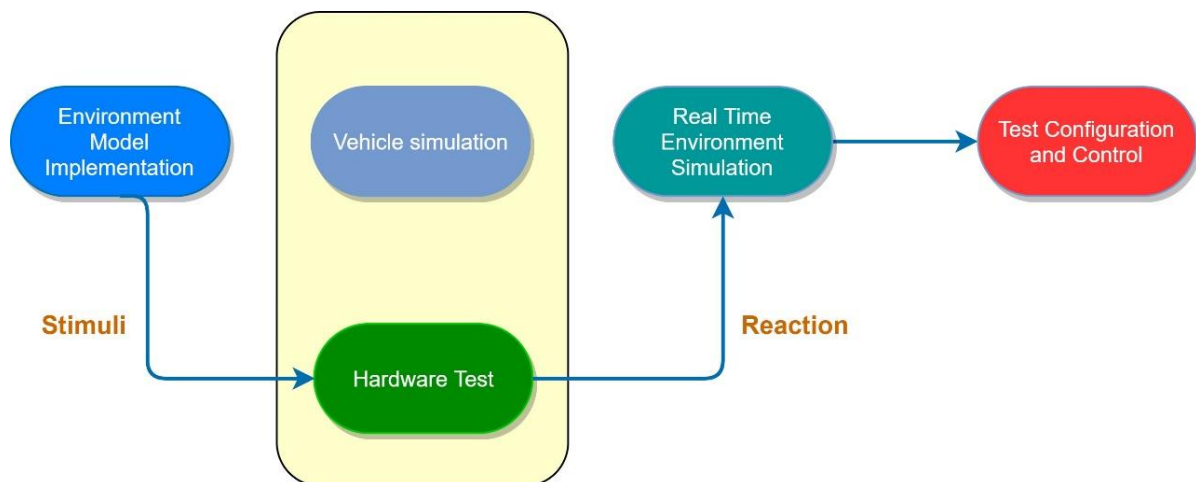 Environment
Model
Implementation
Vehicle simulation
Real Time
Environment
Simulation
Test Configuration
and Control
Stimuli
Reaction
Hardware Test